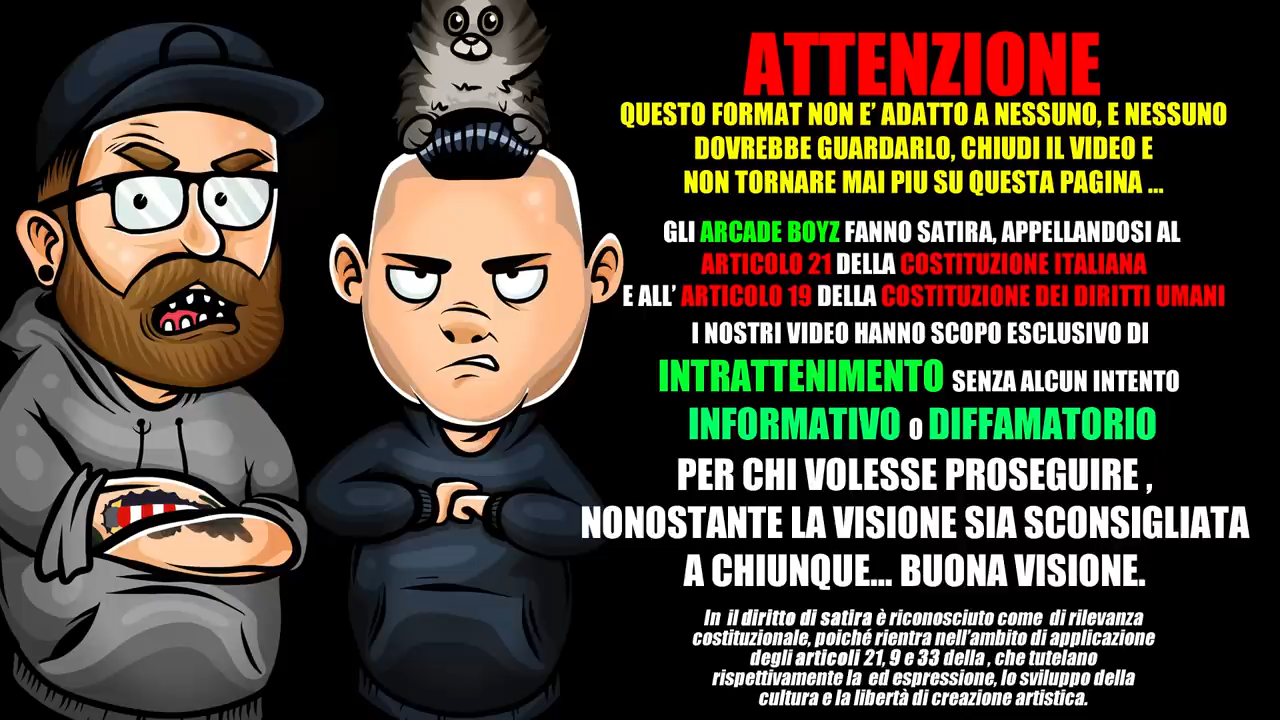 ATTENZIONE
QUESTO FORMAT NON E' ADATTO A NESSUNO, E NESSUNO
DOVREBBE GUARDARLO, CHIUDI IL VIDEO E
NON TORNARE MAI PIU SU QUESTA PAGINA ...
GLI ARCADE BOYZ FANNO SATIRA, APPELLANDOSI AL
ARTICOLO 21 DELLA COSTITUZIONE ITALIANA
E ALL' ARTICOLO 19 DELLA COSTITUZIONE DEI DIRITTI UMANI
I NOSTRI VIDEO HANNO SCOPO ESCLUSIVO DI
INTRATTENIMENTO SENZA ALCUN INTENTO
INFORMATIVO O DIFFAMATORIO
PER CHI VOLESSE PROSEGUIRE ,
NONOSTANTE LA VISIONE SIA SCONSIGLIATA
A CHIUNQUE... BUONA VISIONE.
In il diritto di satira è riconosciuto come di rilevanza
costituzionale, poiché rientra nell'ambito di applicazione
degli articoli 21, 9 e 33 della , che tutelano
rispettivamente la ed espressione, lo sviluppo della
cultura e la libertà di creazione artistica.